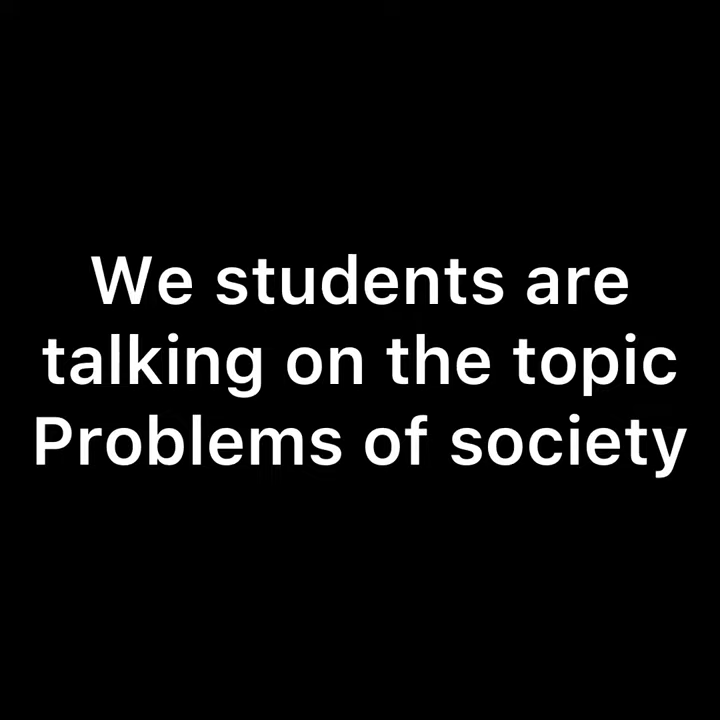 We students are
talking on the topic
Problems of society